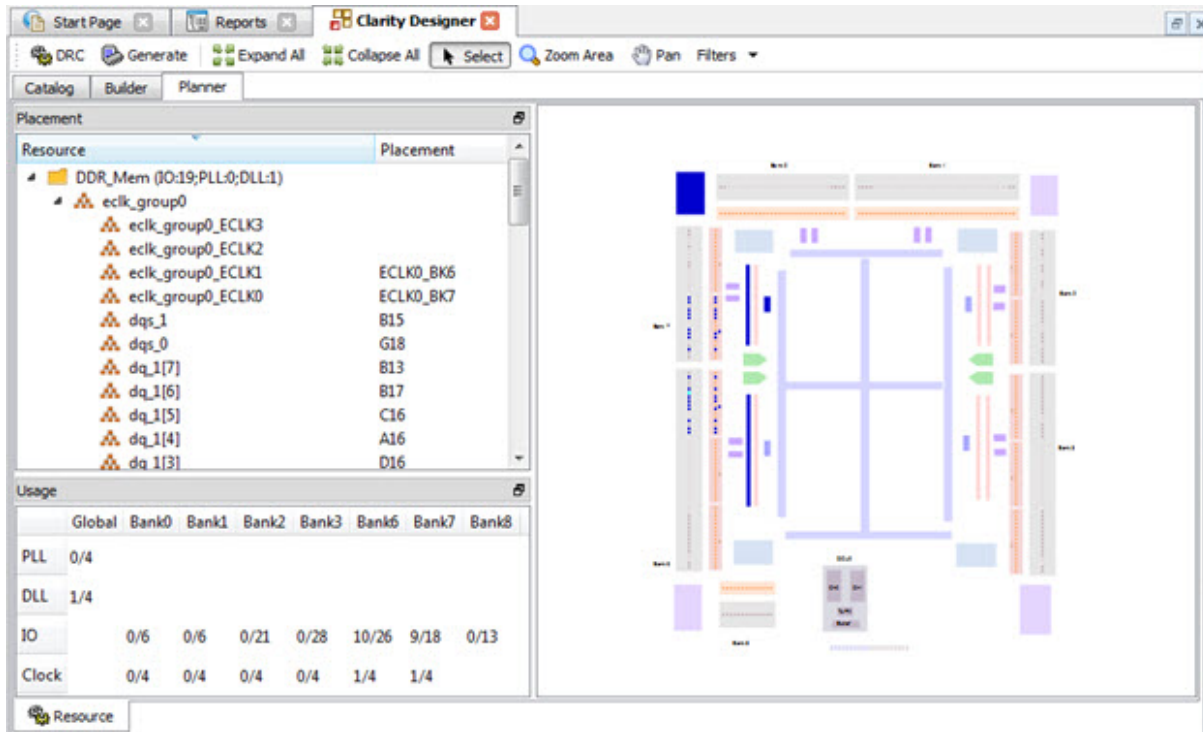 Start Page Reports Clarity Designer
DRC Generate Expand All Collapse All Select Zoom Area Pan Filters
Catalog Builder Planner
Placement
Resource Placement
DDR_Mem (IO:19;PLL:0;DLL:1)
eclk_group0
eclk_group0_ECLK3
eclk_group0_ECLK2
eclk_group0_ECLK1 ECLK0_BK6
eclk_group0_ECLK0 ECLK0_BK7
dqs_1 B15
dqs_0 G18
dq_1[7] B13
dq_1[6] B17
dq_1[5] C16
dq_1[4] A16
dq_1[3] D16
Usage
Global Bank0 Bank1 Bank2 Bank3 Bank6 Bank7 Bank8
PLL 0/4
DLL 1/4
IO 0/6 0/6 0/21 0/28 10/26 9/18 0/13
Clock 0/4 0/4 0/4 0/4 1/4 1/4
Resource